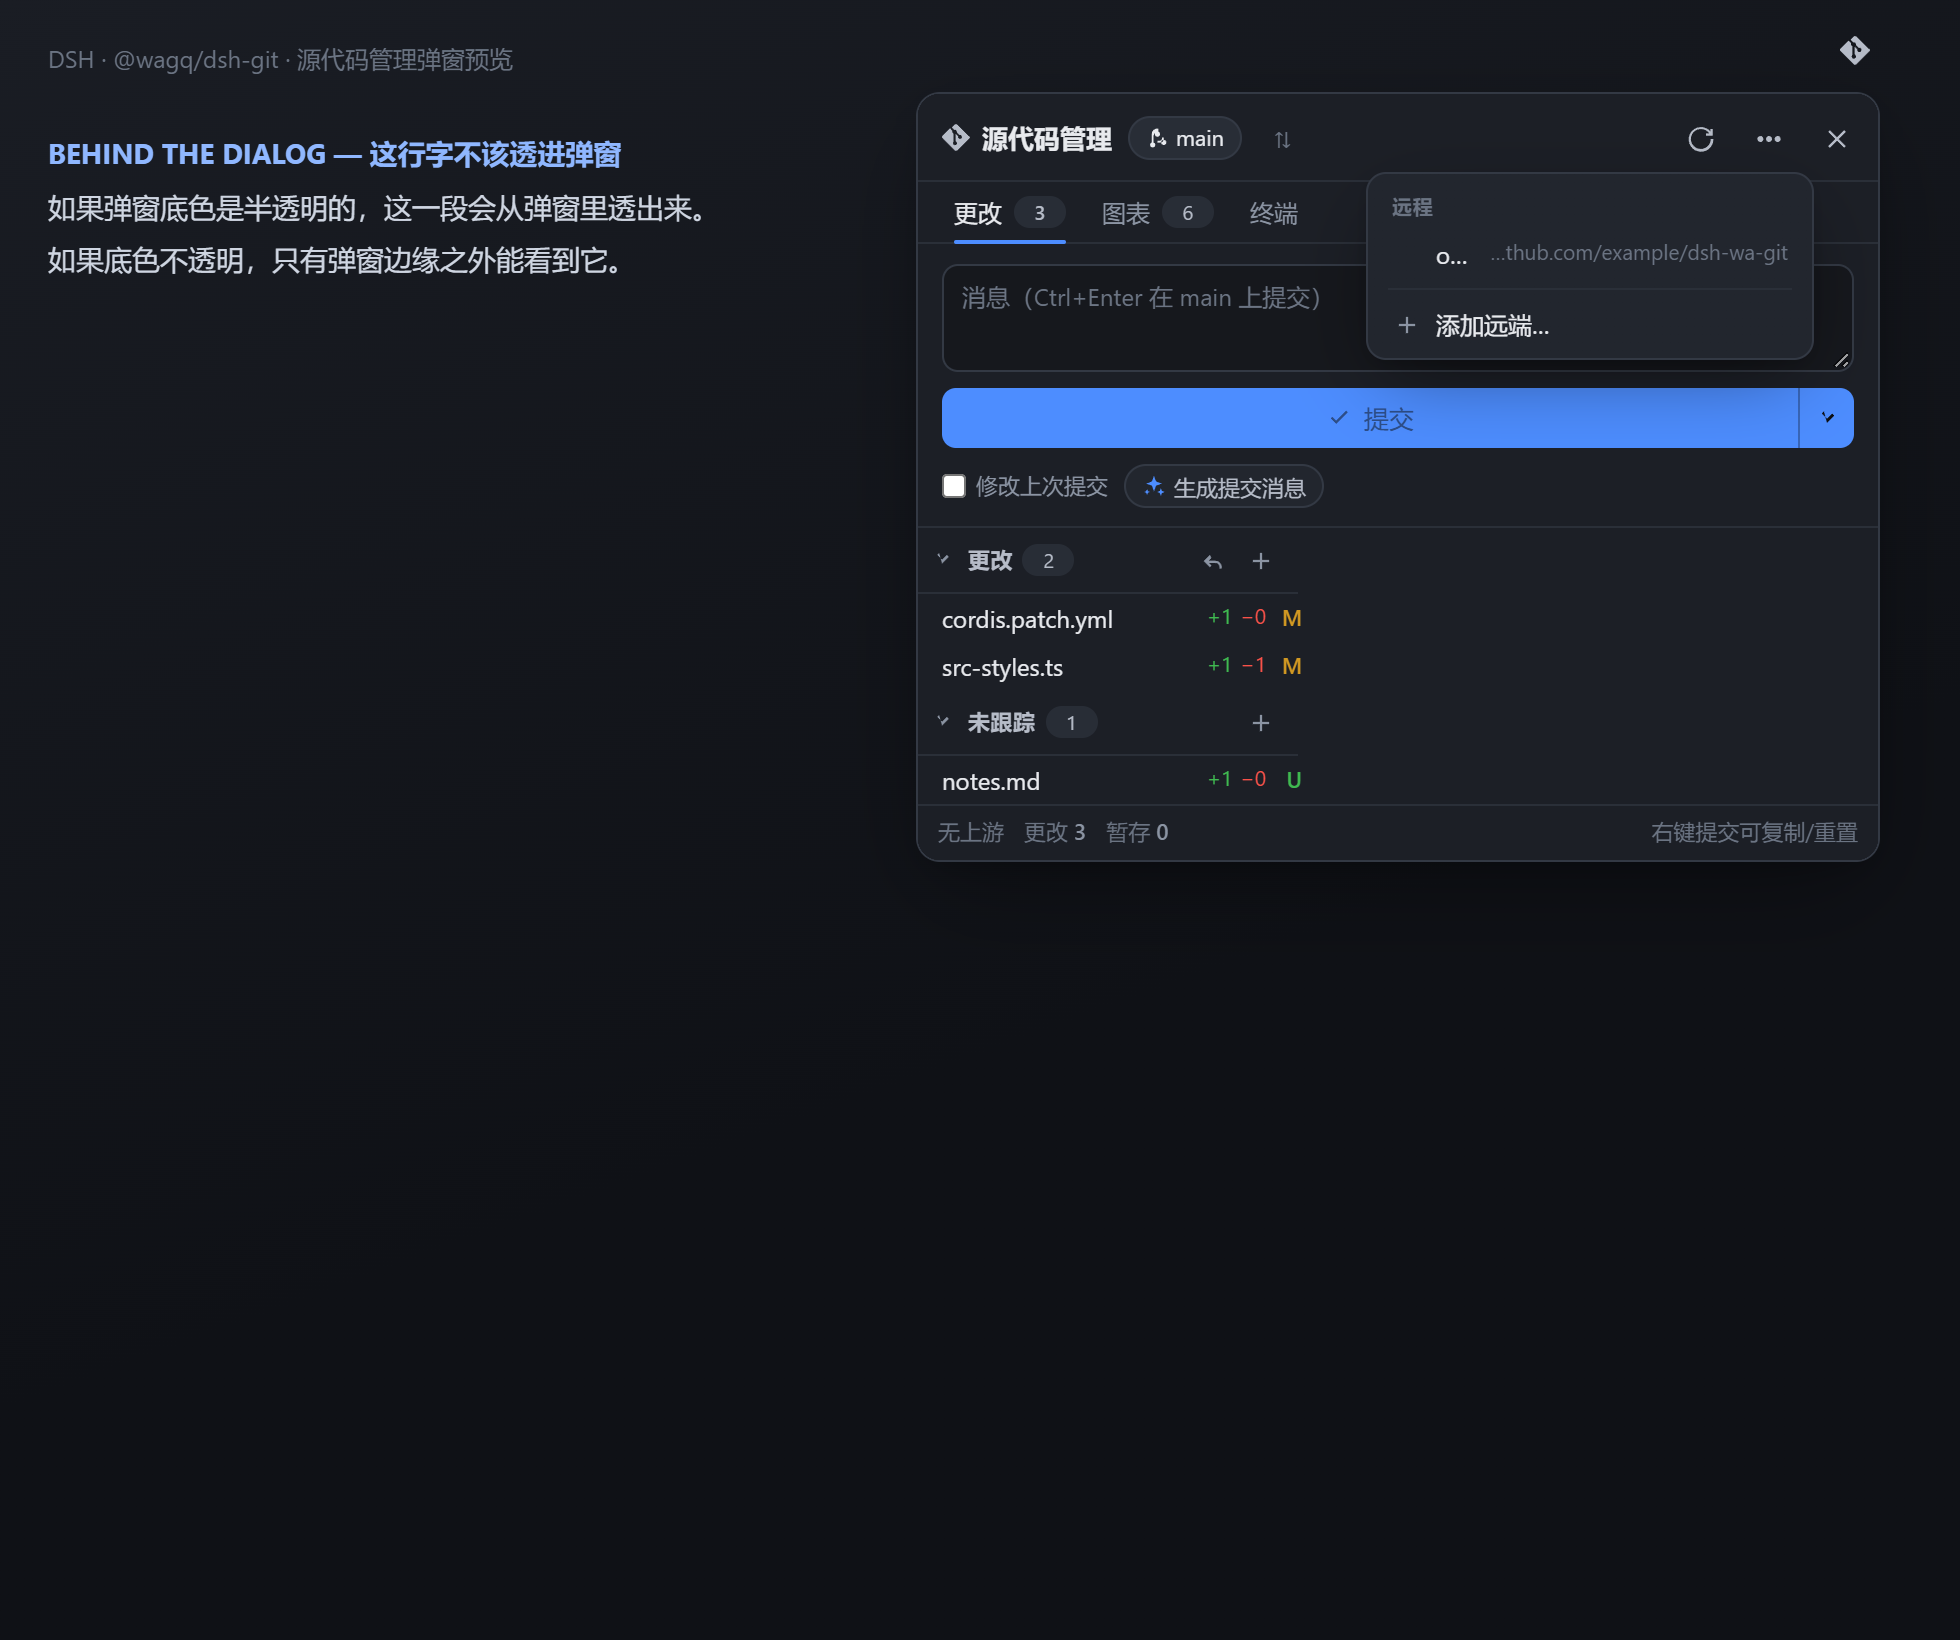 DSH · @wagq/dsh-git · 源代码管理弹窗预览
BEHIND THE DIALOG — 这行字不该透进弹窗
如果弹窗底色是半透明的，这一段会从弹窗里透出来。
如果底色不透明，只有弹窗边缘之外能看到它。
源代码管理 main
更改 3 图表 6 终端
远程
o... ...thub.com/example/dsh-wa-git
添加远端...
消息（Ctrl+Enter 在 main 上提交）
提交
修改上次提交 生成提交消息
更改 2
cordis.patch.yml +1 −0 M
src-styles.ts +1 −1 M
未跟踪 1
notes.md +1 −0 U
无上游 更改 3 暂存 0 右键提交可复制/重置